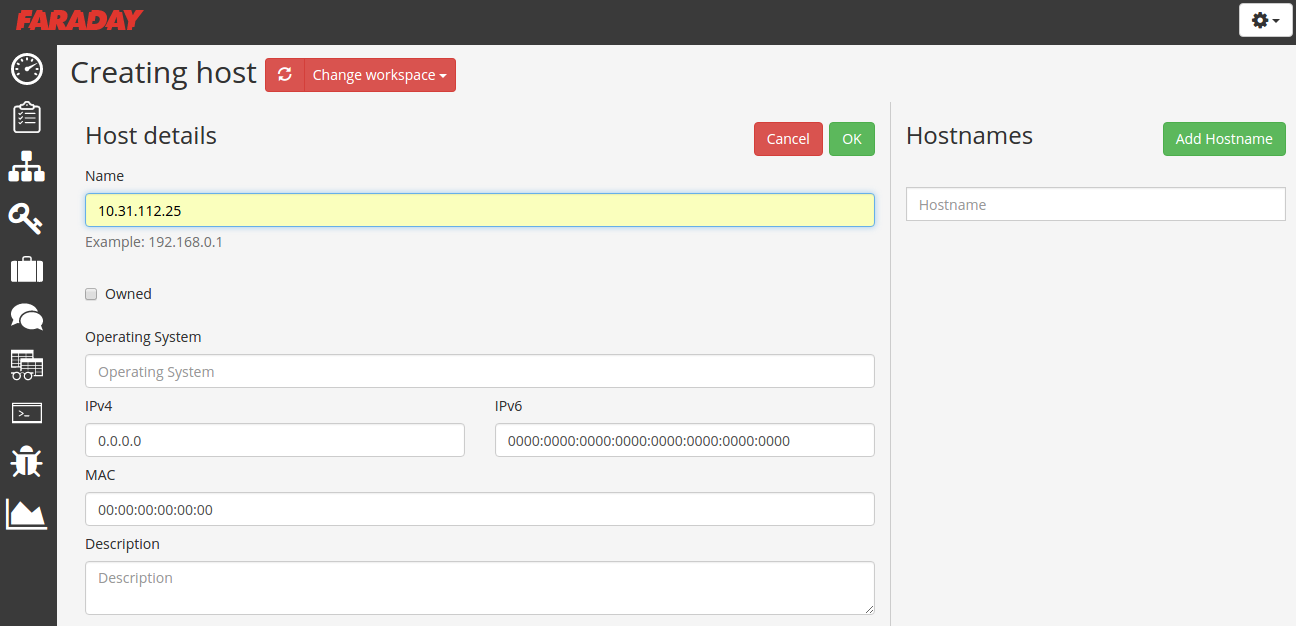 FARADAY
Creating host
Change workspace
Host details
Cancel
OK
Name
10.31.112.25
Example: 192.168.0.1
Owned
Operating System
Operating System
IPv4
IPv6
0.0.0.0
0000:0000:0000:0000:0000:0000:0000:0000
MAC
00:00:00:00:00:00
Description
Description
Hostnames
Add Hostname
Hostname